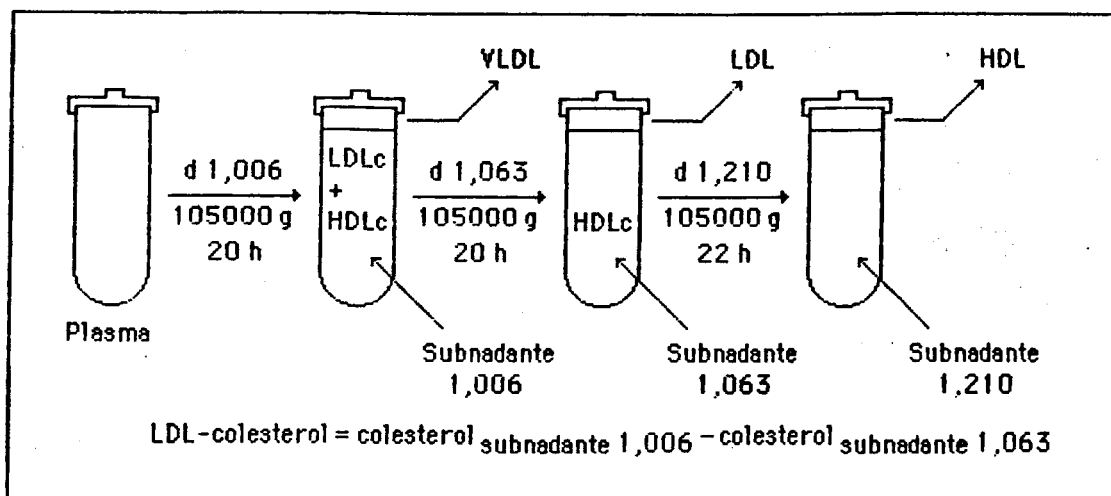 VLDL
LDL
HDL
d 1,006
105000 g
20 h
LDLc
+
HDLc
d 1,063
105000 g
20 h
HDLc
d 1,210
105000 g
22 h
Plasma
Subnadante
1,006
Subnadante
1,063
Subnadante
1,210
LDL-colesterol = colesterol subnadante 1,006 - colesterol subnadante 1,063